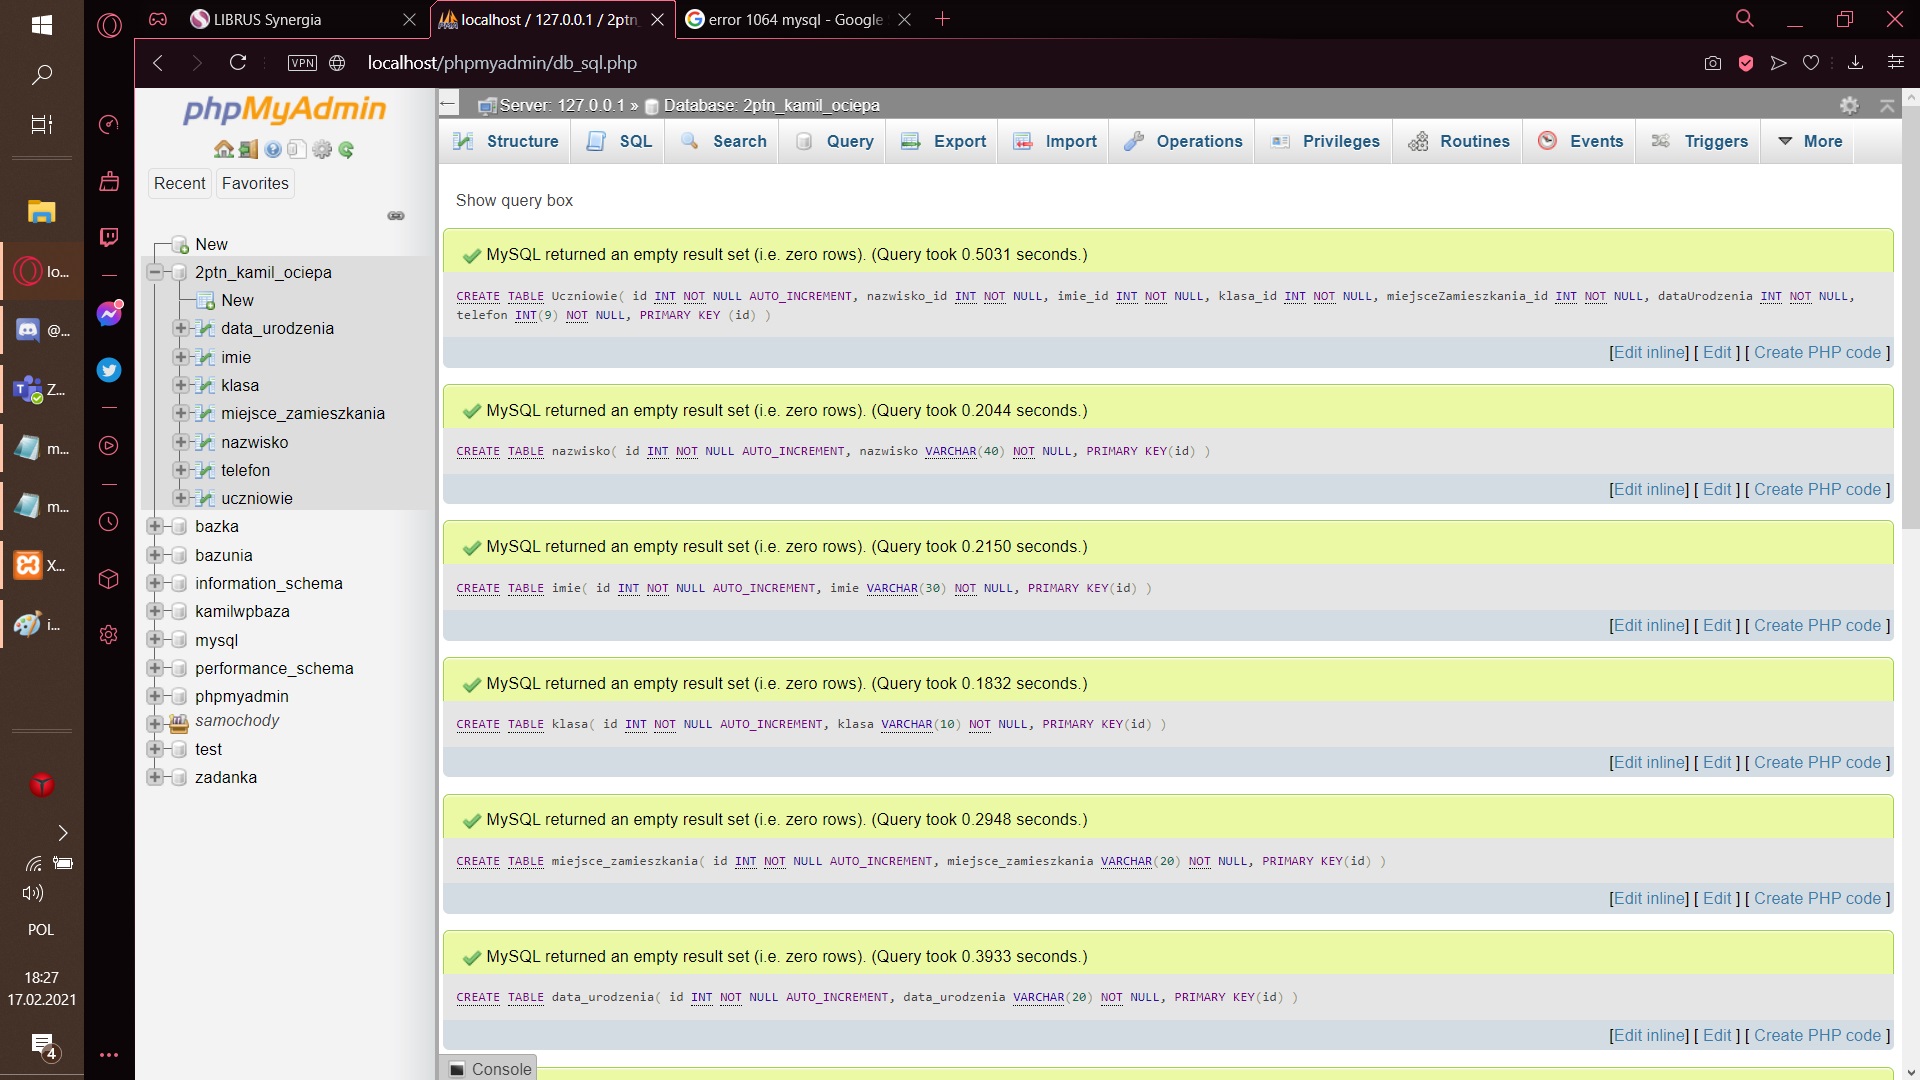 LIBRUS Synergia
localhost / 127.0.0.1 / 2ptn_
error 1064 mysql - Google
VPN
localhost/phpmyadmin/db_sql.php
phpMyAdmin
Recent
Favorites
New
2ptn_kamil_ociepa
New
data_urodzenia
imie
klasa
miejsce_zamieszkania
nazwisko
telefon
uczniowie
bazka
bazunia
information_schema
kamilwpbaza
mysql
performance_schema
phpmyadmin
samochody
test
zadanka
Server: 127.0.0.1 » Database: 2ptn_kamil_ociepa
Structure SQL Search Query Export Import Operations Privileges Routines Events Triggers More
Show query box
MySQL returned an empty result set (i.e. zero rows). (Query took 0.5031 seconds.)
CREATE TABLE Uczniowie( id INT NOT NULL AUTO_INCREMENT, nazwisko_id INT NOT NULL, imie_id INT NOT NULL, klasa_id INT NOT NULL, miejsceZamieszkania_id INT NOT NULL, dataUrodzenia INT NOT NULL,
telefon INT(9) NOT NULL, PRIMARY KEY (id) )
[Edit inline] [ Edit ] [ Create PHP code ]
MySQL returned an empty result set (i.e. zero rows). (Query took 0.2044 seconds.)
CREATE TABLE nazwisko( id INT NOT NULL AUTO_INCREMENT, nazwisko VARCHAR(40) NOT NULL, PRIMARY KEY(id) )
[Edit inline] [ Edit ] [ Create PHP code ]
MySQL returned an empty result set (i.e. zero rows). (Query took 0.2150 seconds.)
CREATE TABLE imie( id INT NOT NULL AUTO_INCREMENT, imie VARCHAR(30) NOT NULL, PRIMARY KEY(id) )
[Edit inline] [ Edit ] [ Create PHP code ]
MySQL returned an empty result set (i.e. zero rows). (Query took 0.1832 seconds.)
CREATE TABLE klasa( id INT NOT NULL AUTO_INCREMENT, klasa VARCHAR(10) NOT NULL, PRIMARY KEY(id) )
[Edit inline] [ Edit ] [ Create PHP code ]
MySQL returned an empty result set (i.e. zero rows). (Query took 0.2948 seconds.)
CREATE TABLE miejsce_zamieszkania( id INT NOT NULL AUTO_INCREMENT, miejsce_zamieszkania VARCHAR(20) NOT NULL, PRIMARY KEY(id) )
[Edit inline] [ Edit ] [ Create PHP code ]
MySQL returned an empty result set (i.e. zero rows). (Query took 0.3933 seconds.)
CREATE TABLE data_urodzenia( id INT NOT NULL AUTO_INCREMENT, data_urodzenia VARCHAR(20) NOT NULL, PRIMARY KEY(id) )
[Edit inline] [ Edit ] [ Create PHP code ]
Console
lo...
@...
Z...
m...
m...
X...
i...
POL
18:27
17.02.2021
4